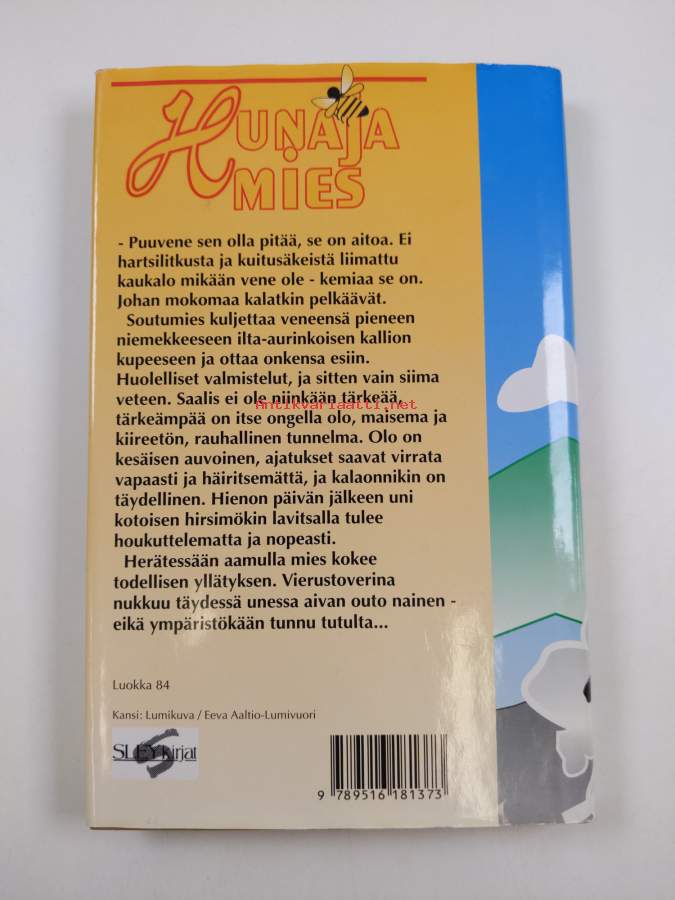 HUNAJA
MIES
- Puuvene sen olla pitää, se on aitoa. Ei
hartsilitkusta ja kuitusäkeistä liimattu
kaukalo mikään vene ole - kemiaa se on.
Johan mokomaa kalatkin pelkäävät.
Soutumies kuljettaa veneensä pieneen
niemekkeeseen ilta-aurinkoisen kallion
kupeeseen ja ottaa onkensa esiin.
Huolelliset valmistelut, ja sitten vain siima
veteen. Saalis ei ole niinkään tärkeää,
Antikvariaatti.net
tärkeämpää on itse ongella olo, maisema ja
kiireetön, rauhallinen tunnelma. Olo on
kesäisen auvoinen, ajatukset saavat virrata
vapaasti ja häiritsemättä, ja kalaonnikin on
täydellinen. Hienon päivän jälkeen uni
kotoisen hirsimökin lavitsalla tulee
houkuttelematta ja nopeasti.
Herätessään aamulla mies kokee
todellisen yllätyksen. Vierustoverina
nukkuu täydessä unessa aivan outo nainen -
eikä ympäristökään tunnu tutulta...
Luokka 84
Kansi: Lumikuva / Eeva Aaltio-Lumivuori
SLEY kirjat
9 789516 181373